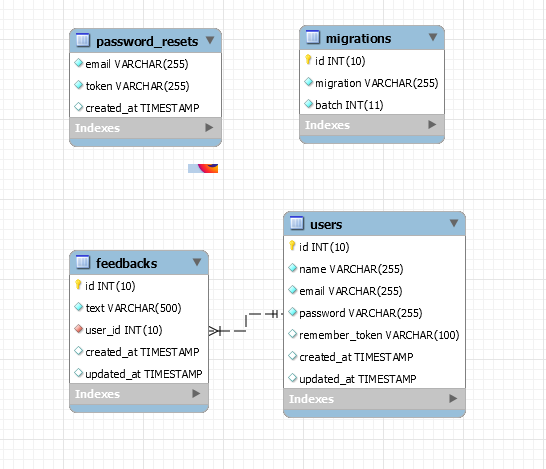 password_resets
email VARCHAR(255)
token VARCHAR(255)
created_at TIMESTAMP
Indexes
migrations
id INT(10)
migration VARCHAR(255)
batch INT(11)
Indexes
feedbacks
id INT(10)
text VARCHAR(500)
user_id INT(10)
created_at TIMESTAMP
updated_at TIMESTAMP
Indexes
users
id INT(10)
name VARCHAR(255)
email VARCHAR(255)
password VARCHAR(255)
remember_token VARCHAR(100)
created_at TIMESTAMP
updated_at TIMESTAMP
Indexes